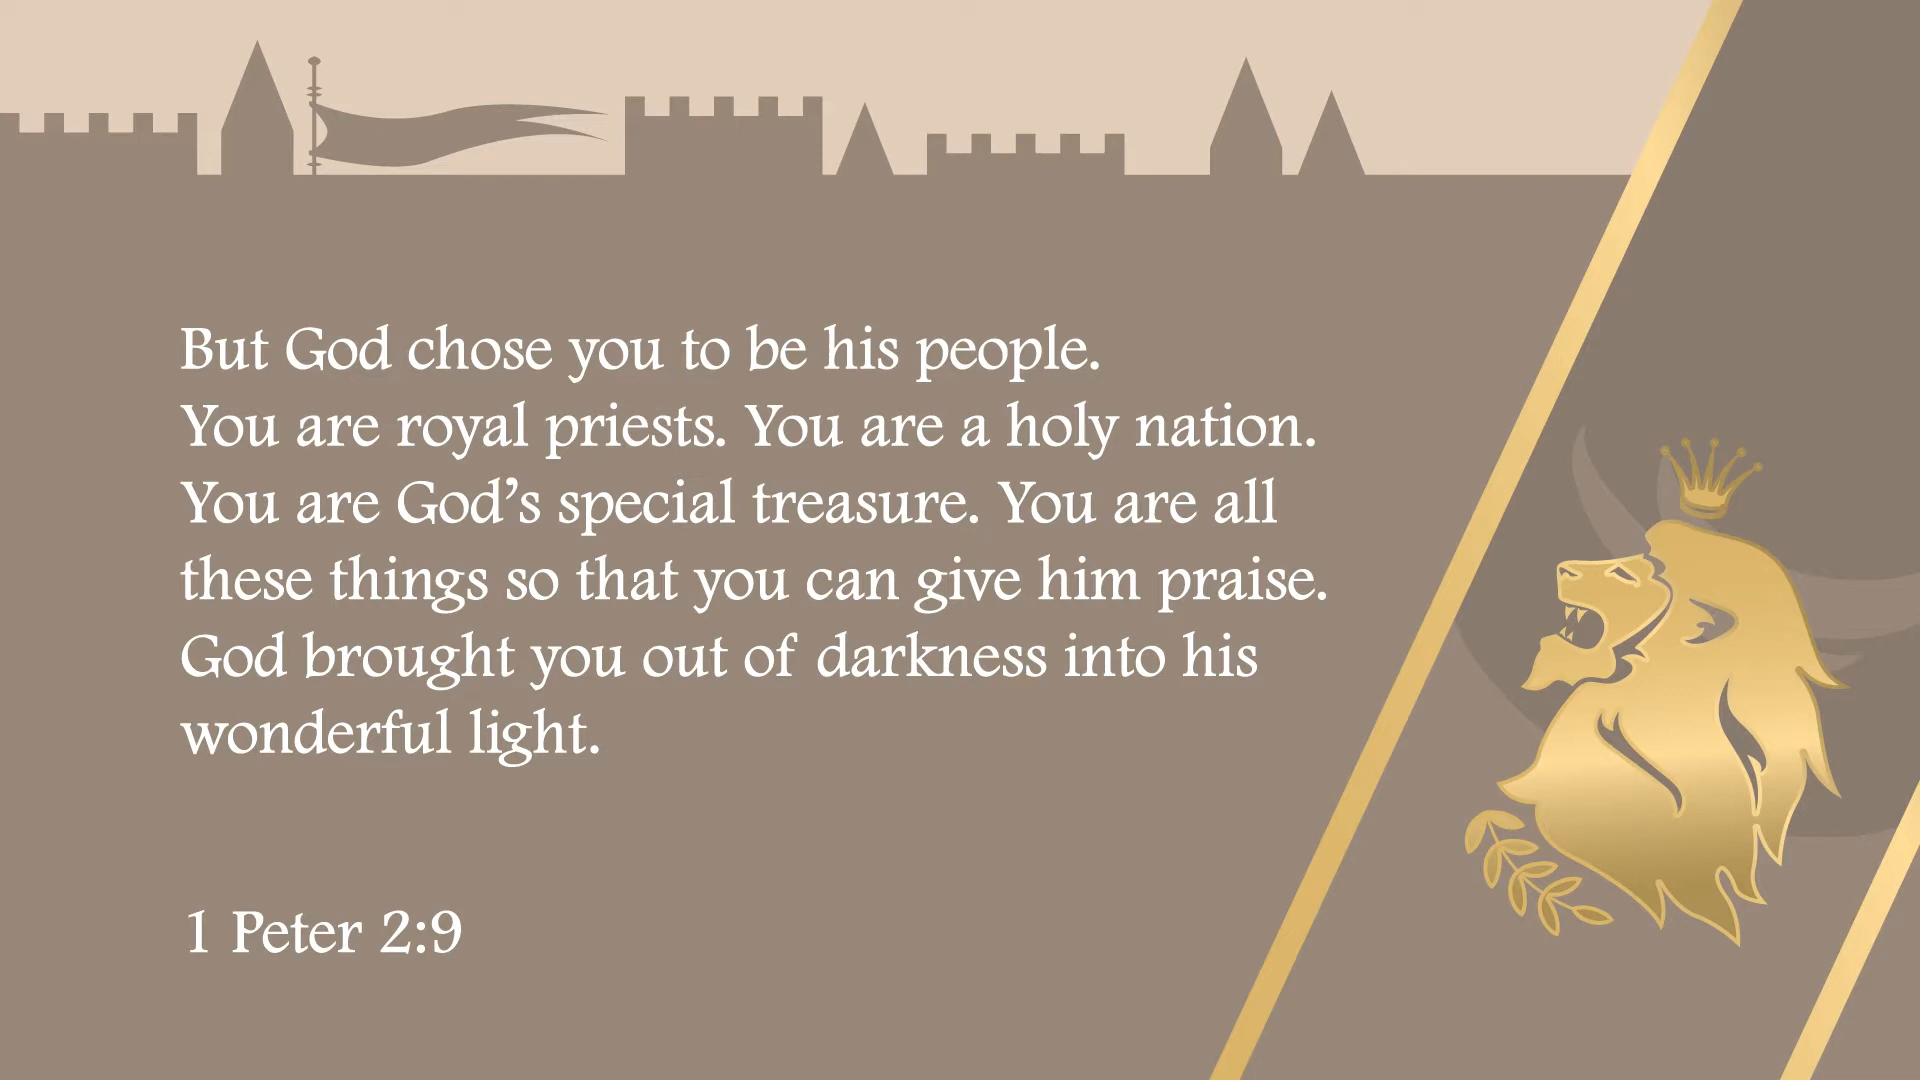 But God chose you to be his people.
You are royal priests. You are a holy nation.
You are God’s special treasure. You are all
these things so that you can give him praise.
God brought you out of darkness into his
wonderful light.
1 Peter 2:9